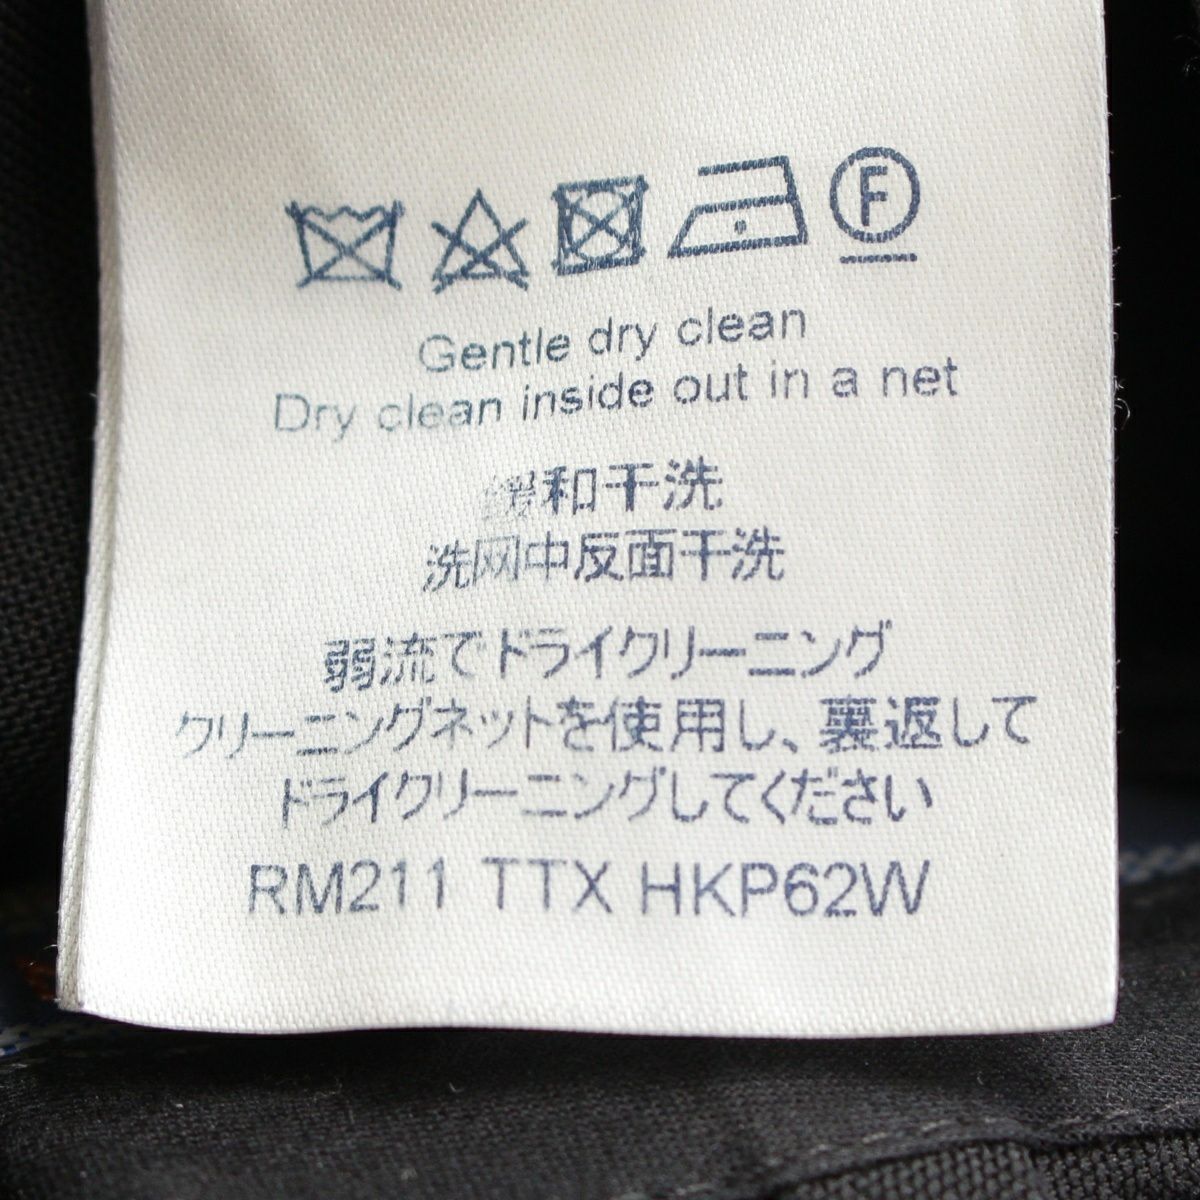 F
Gentle dry clean
Dry clean inside out in a net
缓和干洗
洗网中反面干洗
弱流でドライクリーニング
クリーニングネットを使用し、裏返して
ドライクリーニングしてください
RM211 TTX HKP62W